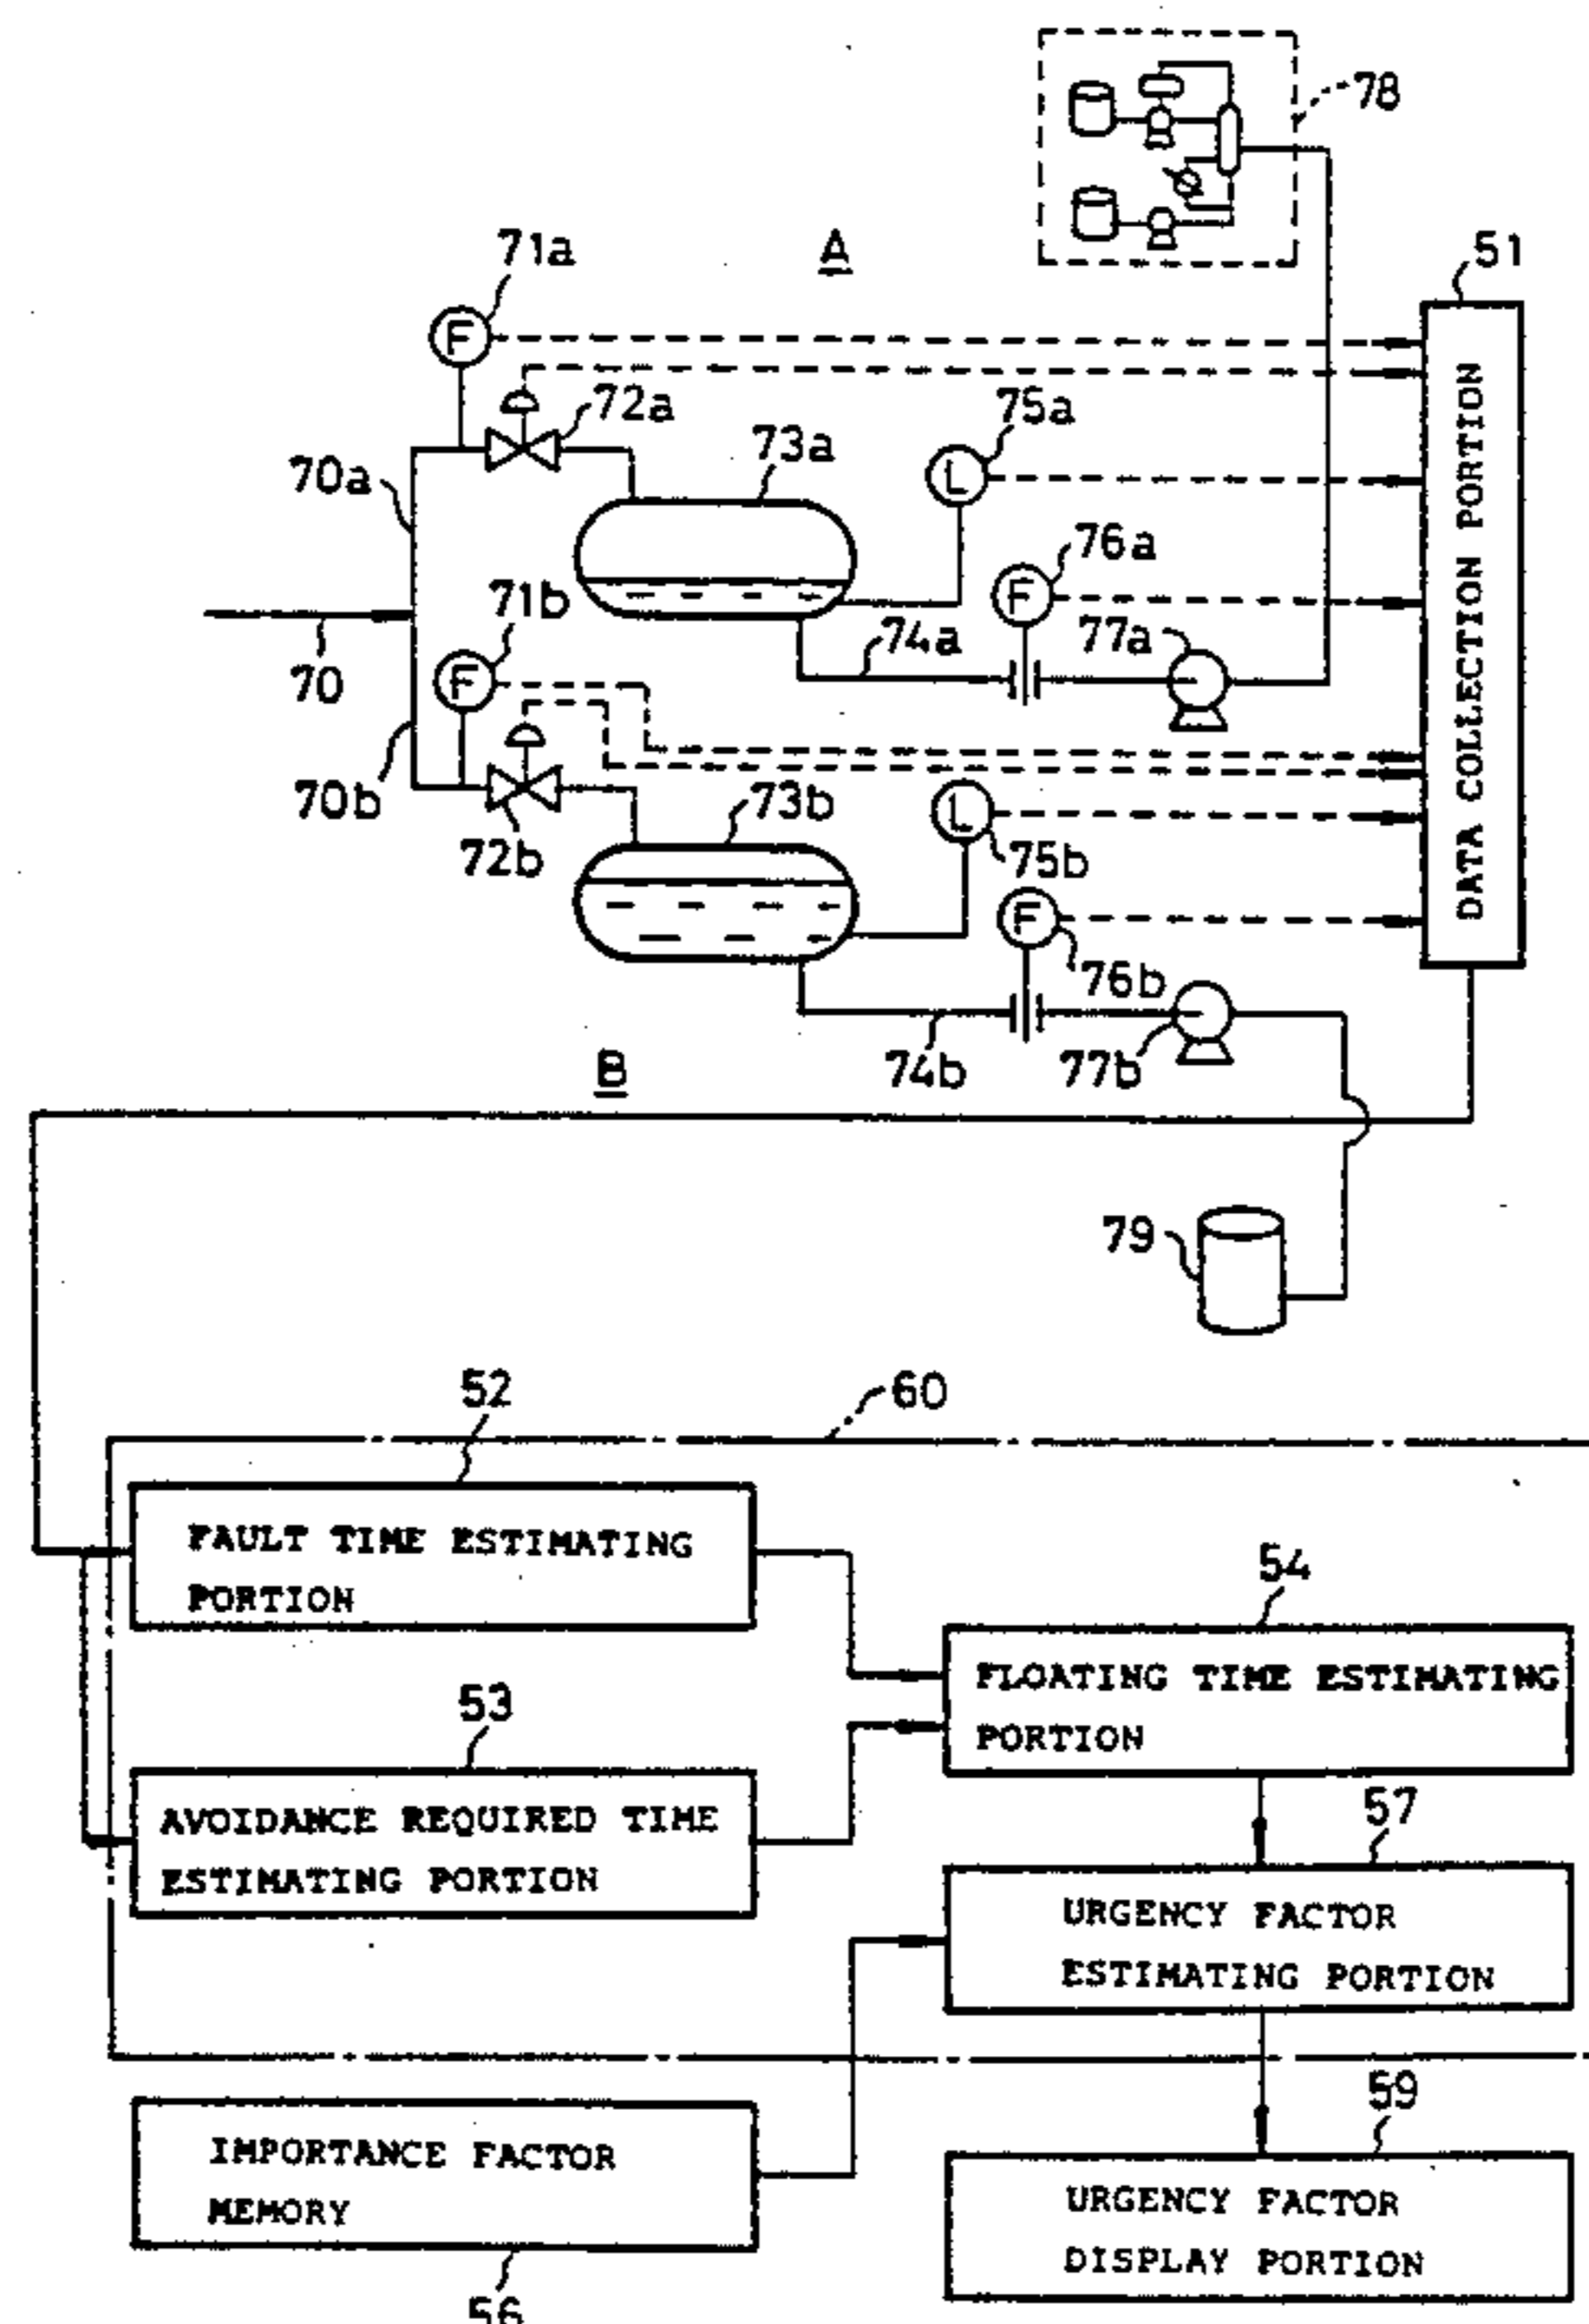 78
A
51
71a
F
72a
75a
73a
L
70a
76a
71b
F
F
74a
77a
70
DATA COLLECTION PORTION
70b
73b
L
72b
75b
F
76b
74b
77b
B
79
60
52
FAULT TIME ESTIMATING
PORTION
54
FLOATING TIME ESTIMATING
PORTION
53
AVOIDANCE REQUIRED TIME
ESTIMATING PORTION
57
URGENCY FACTOR
ESTIMATING PORTION
59
IMPORTANCE FACTOR
MEMORY
URGENCY FACTOR
DISPLAY PORTION
56